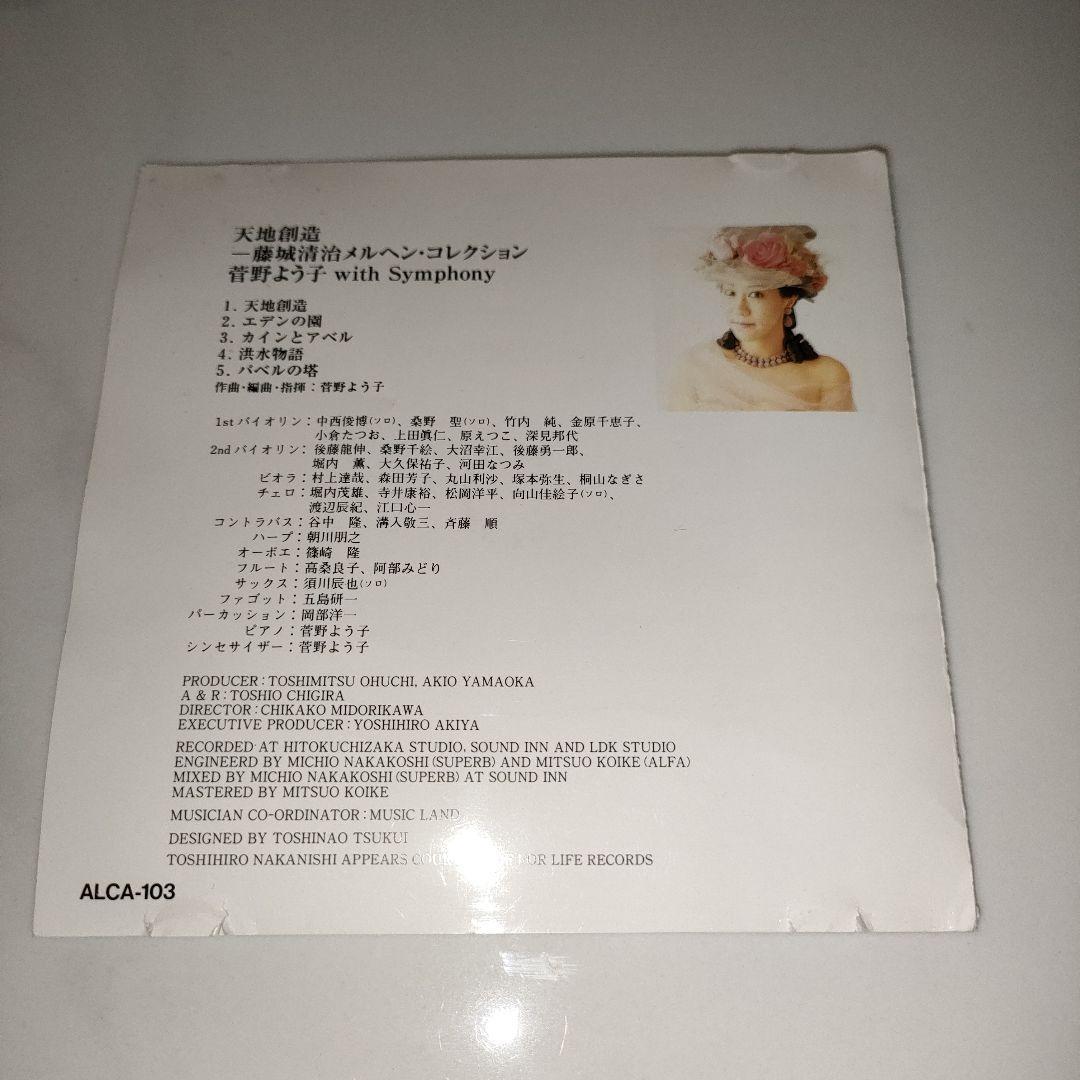 天地創造
―藤城清治メルヘン・コレクション
菅野よう子 with Symphony
1. 天地創造
2. エデンの園
3. カインとアベル
4. 洪水物語
5. バベルの塔
作曲・編曲・指揮：菅野よう子
1stバイオリン：中西俊博(ソロ)、桑野 聖(ソロ)、竹内 純、金原千恵子、
小倉たつお、上田眞仁、原えつこ、深見邦代
2ndバイオリン：後藤龍伸、桑野千絵、大沼幸江、後藤勇一郎、
堀内 薫、大久保祐子、河田なつみ
ビオラ：村上達哉、森田芳子、丸山利沙、塚本弥生、桐山なぎさ
チェロ：堀内茂雄、寺井康裕、松岡洋平、向山佳絵子(ソロ)、
渡辺辰紀、江口心一
コントラバス：谷中 隆、溝入敬三、斉藤 順
ハープ：朝川朋之
オーボエ：篠崎 隆
フルート：高桑良子、阿部みどり
サックス：須川辰也(ソロ)
ファゴット：五島研一
パーカッション：岡部洋一
ピアノ：菅野よう子
シンセサイザー：菅野よう子
PRODUCER：TOSHIMITSU OHUCHI, AKIO YAMAOKA
A & R：TOSHIO CHIGIRA
DIRECTOR：CHIKAKO MIDORIKAWA
EXECUTIVE PRODUCER：YOSHIHIRO AKIYA
RECORDED AT HITOKUCHIZAKA STUDIO, SOUND INN AND LDK STUDIO
ENGINEERD BY MICHIO NAKAKOSHI(SUPERB) AND MITSUO KOIKE(ALFA)
MIXED BY MICHIO NAKAKOSHI(SUPERB) AT SOUND INN
MASTERED BY MITSUO KOIKE
MUSICIAN CO-ORDINATOR：MUSIC LAND
DESIGNED BY TOSHINAO TSUKUI
TOSHIHIRO NAKANISHI APPEARS LIFE RECORDS
ALCA-103